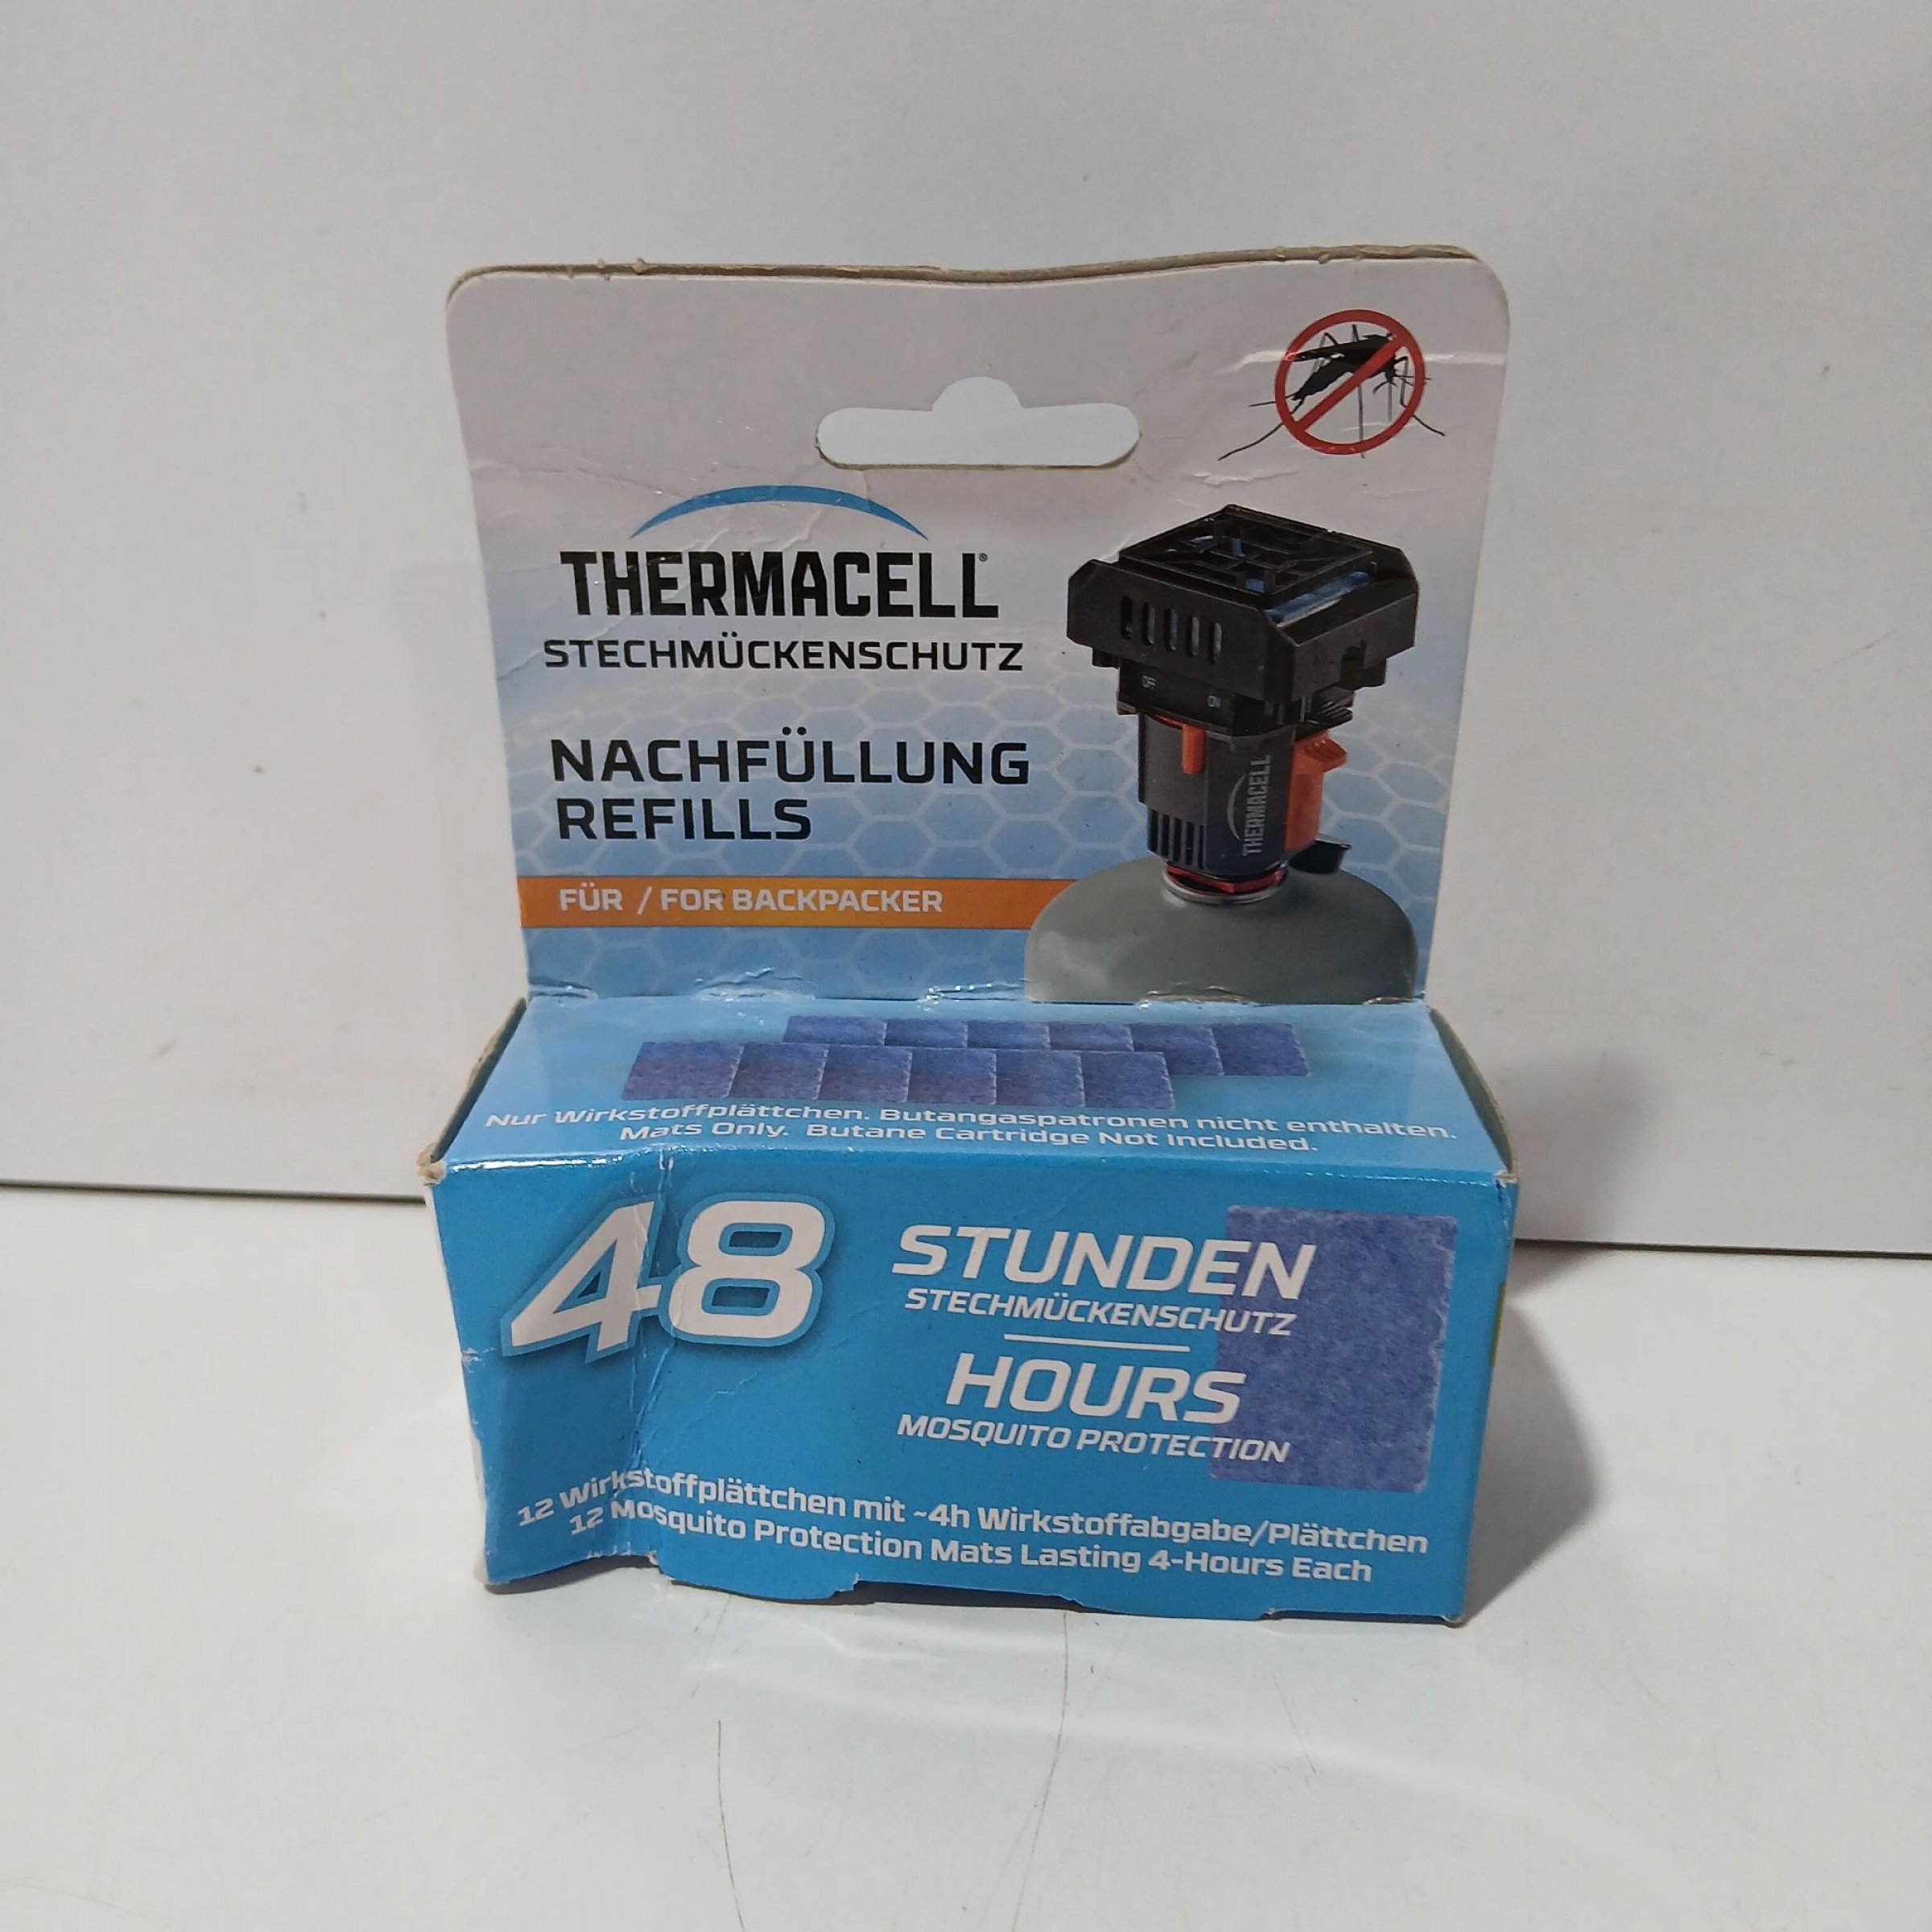 THERMACELL®
STECHMÜCKENSCHUTZ
NACHFÜLLUNG
REFILLS
FÜR / FOR BACKPACKER
OFF
ON
THERMACELL
Nur Wirkstoffplättchen. Butangaspatronen nicht enthalten.
Mats Only. Butane Cartridge Not Included.
48
STUNDEN
STECHMÜCKENSCHUTZ
HOURS
MOSQUITO PROTECTION
12 Wirkstoffplättchen mit ~4h Wirkstoffabgabe/Plättchen
12 Mosquito Protection Mats Lasting 4-Hours Each